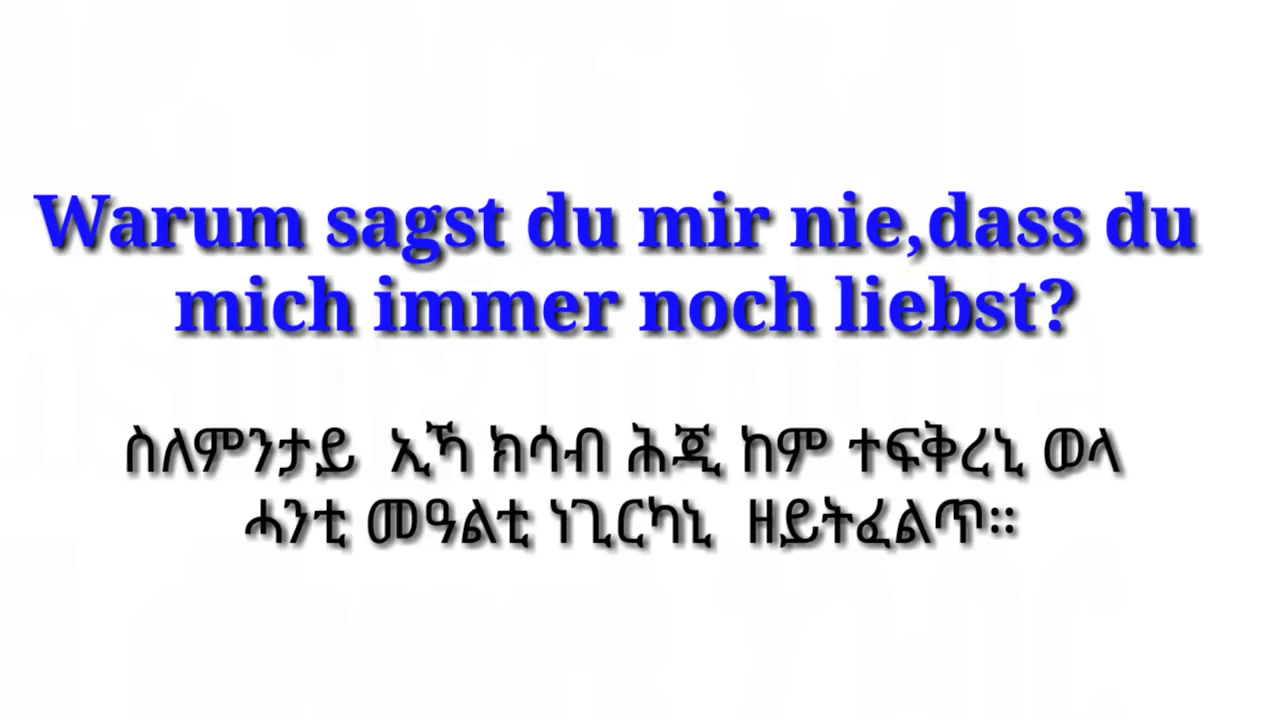 Warum sagst du mir nie,dass du
mich immer noch liebst?
ስለምንታይ ኢኻ ክሳብ ሕጂ ከም ተፍቅረኒ ወላ
ሓንቲ መዓልቲ ነጊርካኒ ዘይትፈልጥ።